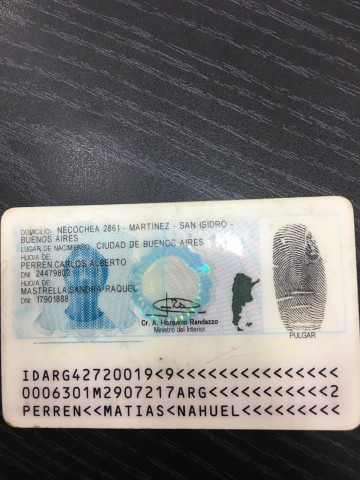 DOMICILIO: NECOCHEA 2861 - MARTÍNEZ - SAN ISIDRO -
BUENOS AIRES
LUGAR DE NACIMIENTO: CIUDAD DE BUENOS AIRES
HIJO/A DE:
PERREN, CARLOS ALBERTO
DNI: 24479802
HIJO/A DE:
MASTRELLA, SANDRA RAQUEL
DNI: 17901888
Cr. A. Florencio Randazzo
Ministro del Interior
PULGAR
IDARG42720019<9<<<<<<<<<<<<<<<
0006301M2907217ARG<<<<<<<<<<<2
PERREN<<MATIAS<NAHUEL<<<<<<<<<